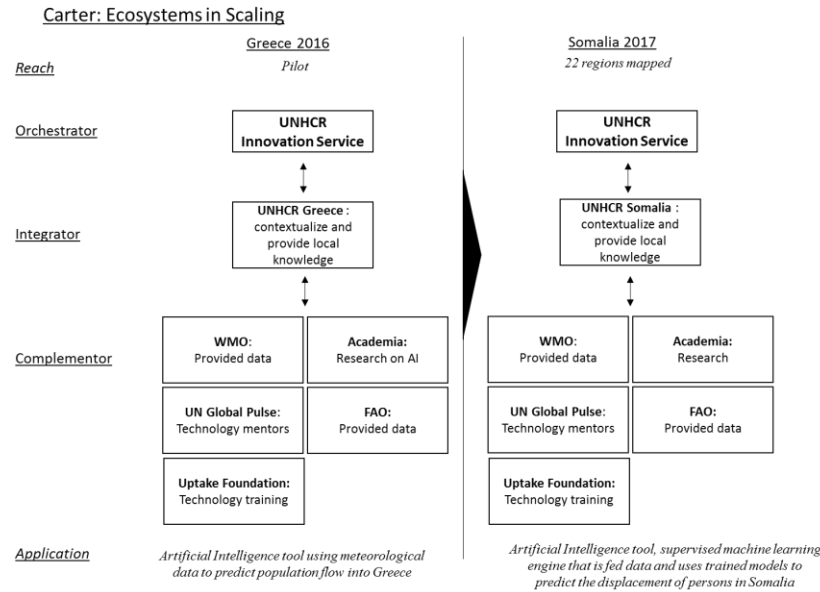 Carter: Ecosystems in Scaling
Greece 2016
Somalia 2017
Reach
Pilot
22 regions mapped
Orchestrator
UNHCR
Innovation Service
UNHCR
Innovation Service
Integrator
UNHCR Greece :
contextualize and
provide local
knowledge
UNHCR Somalia :
contextualize and
provide local
knowledge
Complementor
WMO:
Provided data
Academia:
Research on AI
WMO:
Provided data
Academia:
Research
UN Global Pulse:
Technology mentors
FAO:
Provided data
UN Global Pulse:
Technology mentors
FAO:
Provided data
Uptake Foundation:
Technology training
Uptake Foundation:
Technology training
Application
Artificial Intelligence tool using meteorological
data to predict population flow into Greece
Artificial Intelligence tool, supervised machine learning
engine that is fed data and uses trained models to
predict the displacement of persons in Somalia